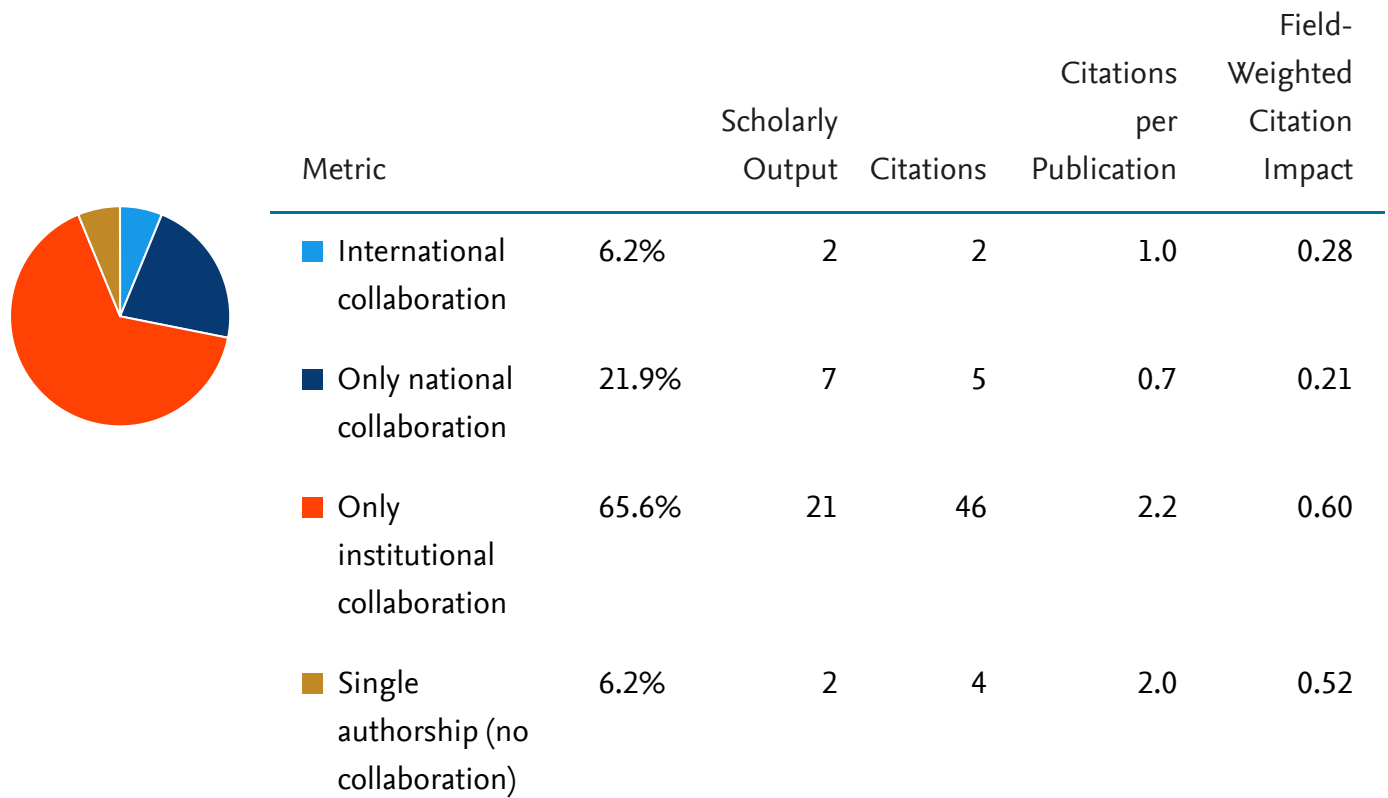 Metric Scholarly Output Citations Citations per Publication Field-Weighted Citation Impact
International 6.2% 2 2 1.0 0.28
collaboration
Only national 21.9% 7 5 0.7 0.21
collaboration
Only 65.6% 21 46 2.2 0.60
institutional
collaboration
Single 6.2% 2 4 2.0 0.52
authorship (no
collaboration)